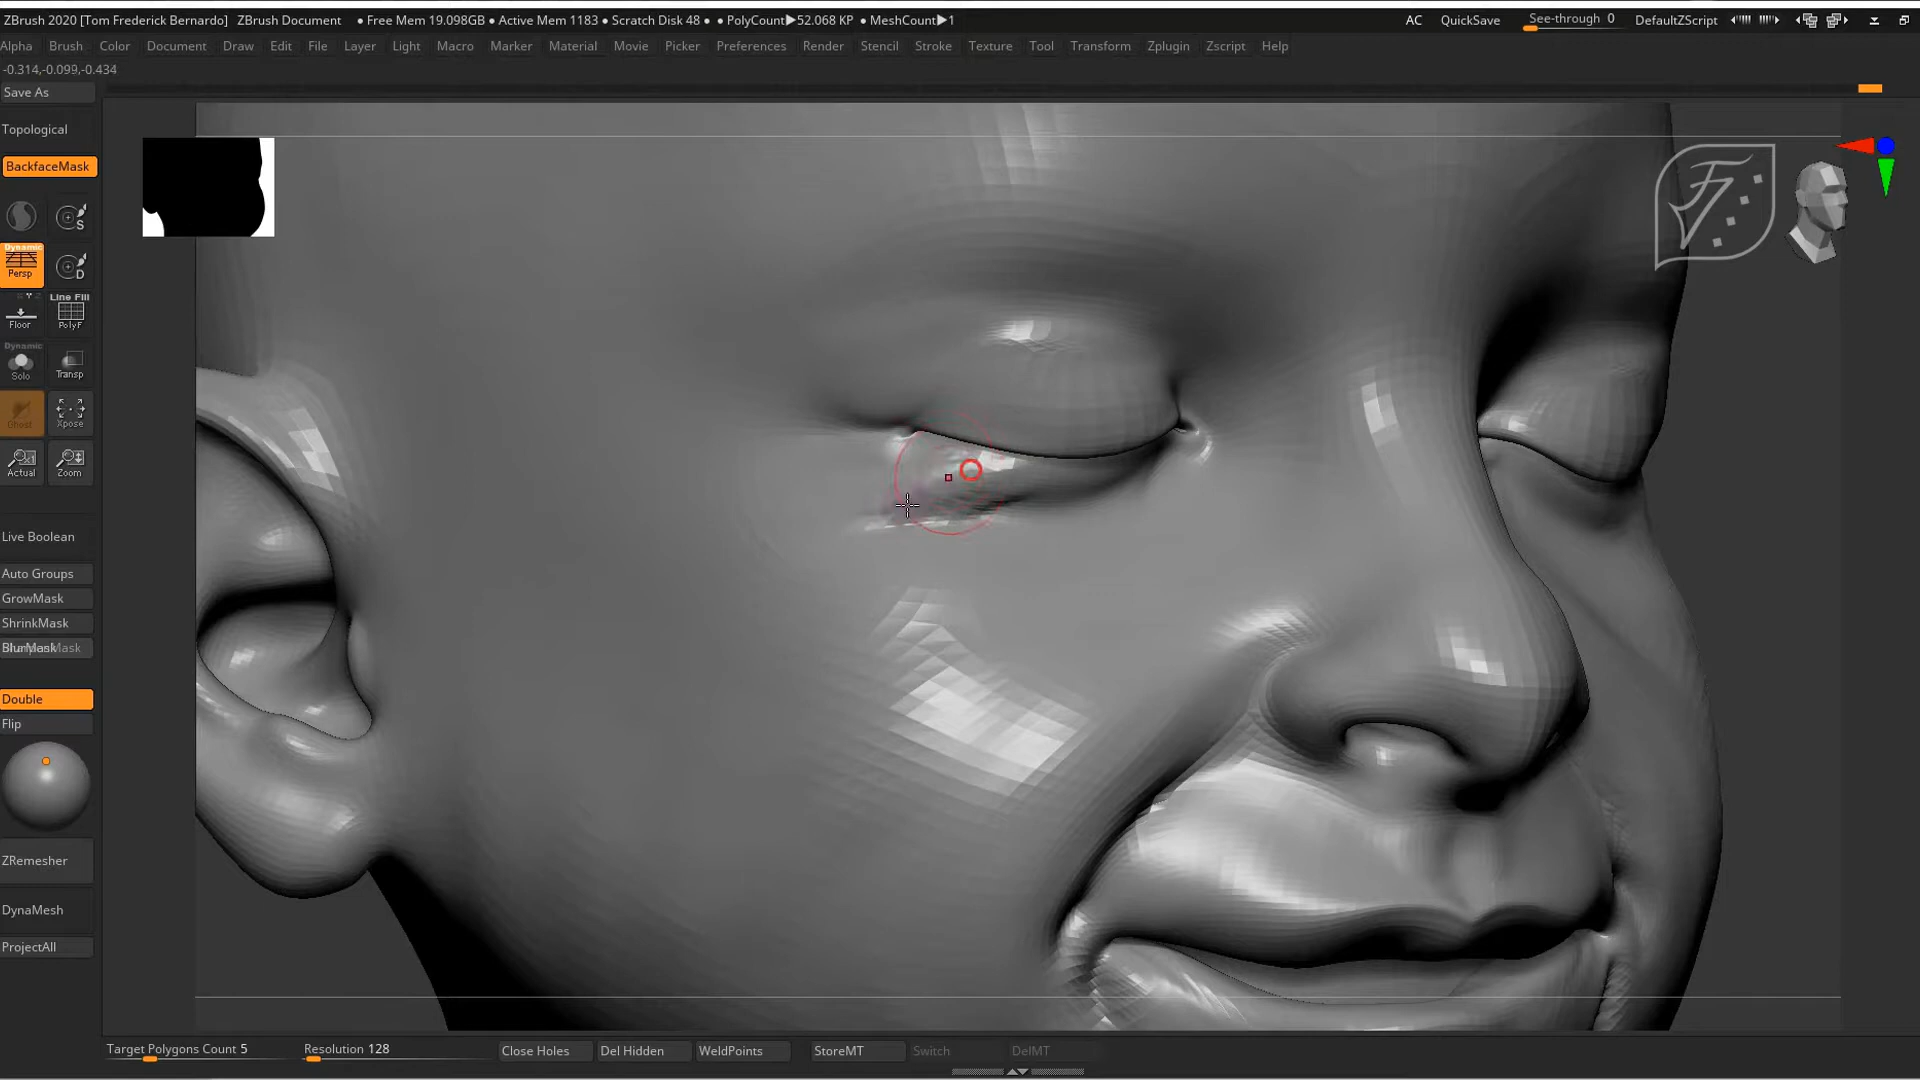 ZBrush 2020 [Tom Frederick Bernardo] ZBrush Document ● Free Mem 19.098GB ● Active Mem 1183 ● Scratch Disk 48 ● ● PolyCount▶52.068 KP ● MeshCount▶1 AC QuickSave See-through 0 DefaultZScript
Alpha Brush Color Document Draw Edit File Layer Light Macro Marker Material Movie Picker Preferences Render Stencil Stroke Texture Tool Transform Zplugin Zscript Help
-0.314,-0.099,-0.434
Save As
Topological
BackfaceMask
S
Dynamic
Persp D
Line Fill
Floor PolyF
Dynamic
Solo Transp
Ghost Xpose
Actual Zoom
Live Boolean
Auto Groups
GrowMask
ShrinkMask
BlurMask
Double
Flip
ZRemesher
DynaMesh
ProjectAll
Target Polygons Count 5 Resolution 128 Close Holes Del Hidden WeldPoints StoreMT Switch DelMT